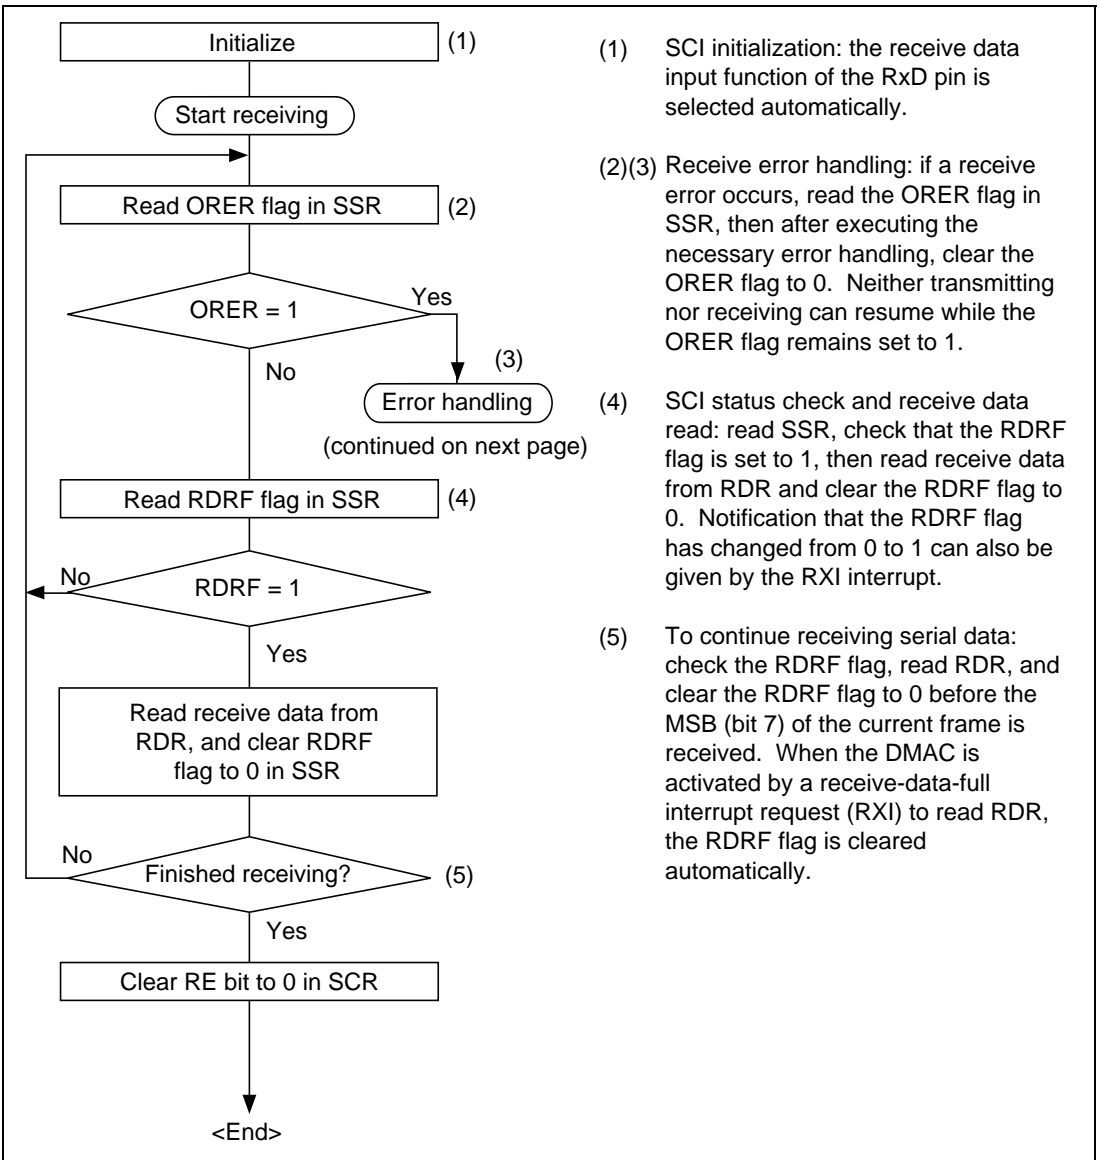 Initialize
(1)
Start receiving
Read ORER flag in SSR
(2)
ORER = 1
Yes
No
(3)
Error handling
(continued on next page)
Read RDRF flag in SSR
(4)
No
RDRF = 1
Yes
Read receive data from
RDR, and clear RDRF
flag to 0 in SSR
No
Finished receiving?
(5)
Yes
Clear RE bit to 0 in SCR
<End>
(1) SCI initialization: the receive data
input function of the RxD pin is
selected automatically.
(2)(3) Receive error handling: if a receive
error occurs, read the ORER flag in
SSR, then after executing the
necessary error handling, clear the
ORER flag to 0. Neither transmitting
nor receiving can resume while the
ORER flag remains set to 1.
(4) SCI status check and receive data
read: read SSR, check that the RDRF
flag is set to 1, then read receive data
from RDR and clear the RDRF flag to
0. Notification that the RDRF flag
has changed from 0 to 1 can also be
given by the RXI interrupt.
(5) To continue receiving serial data:
check the RDRF flag, read RDR, and
clear the RDRF flag to 0 before the
MSB (bit 7) of the current frame is
received. When the DMAC is
activated by a receive-data-full
interrupt request (RXI) to read RDR,
the RDRF flag is cleared
automatically.